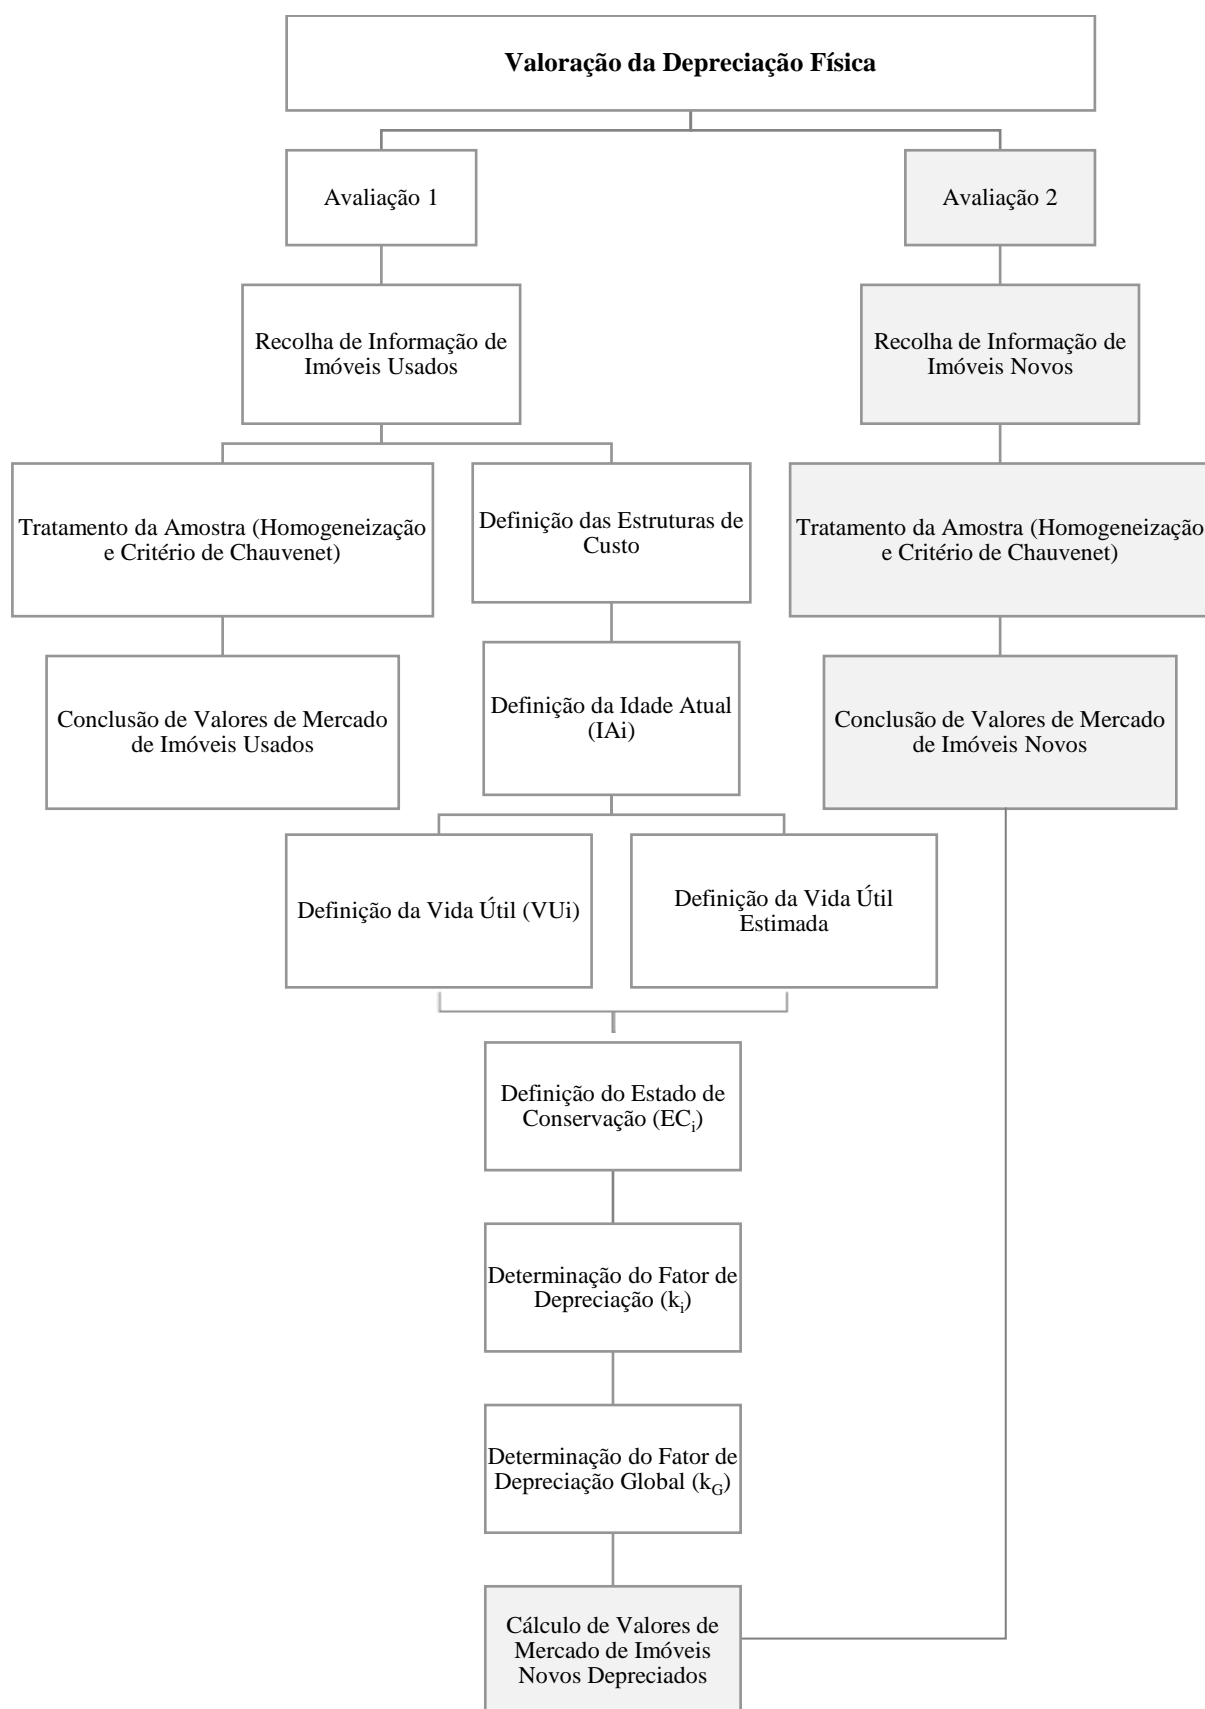 Valoração da Depreciação Física
Avaliação 1
Avaliação 2
Recolha de Informação de
Imóveis Usados
Recolha de Informação de
Imóveis Novos
Tratamento da Amostra (Homogeneização
e Critério de Chauvenet)
Definição das Estruturas de
Custo
Tratamento da Amostra (Homogeneização
e Critério de Chauvenet)
Conclusão de Valores de Mercado
de Imóveis Usados
Definição da Idade Atual
(IAi)
Conclusão de Valores de Mercado
de Imóveis Novos
Definição da Vida Útil (VUi)
Definição da Vida Útil
Estimada
Definição do Estado de
Conservação (ECi)
Determinação do Fator de
Depreciação (ki)
Determinação do Fator de
Depreciação Global (kG)
Cálculo de Valores de
Mercado de Imóveis
Novos Depreciados